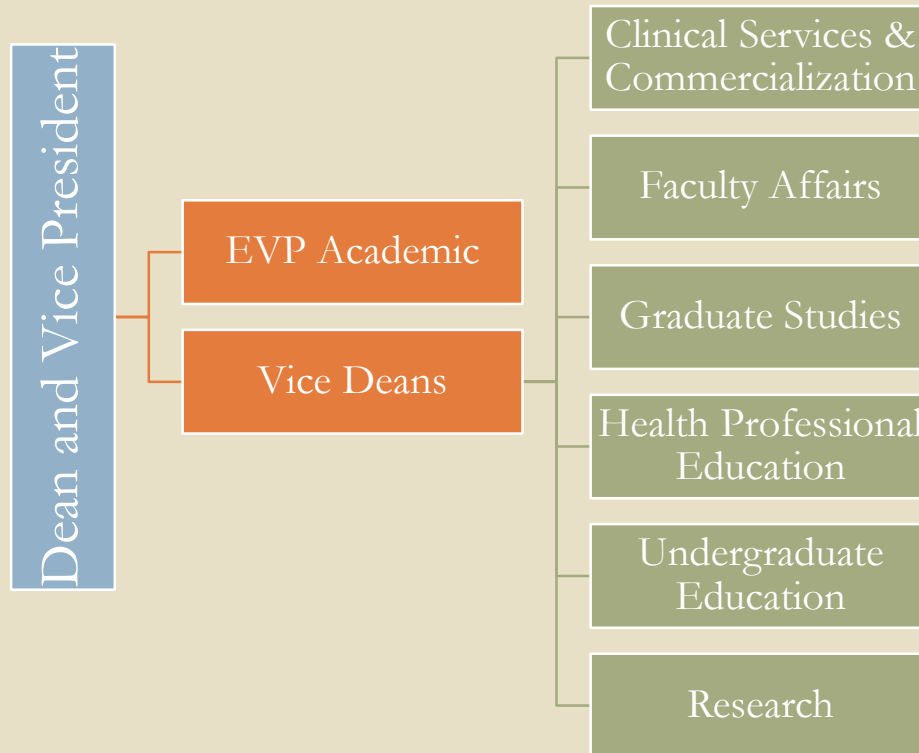 Dean and Vice President
EVP Academic
Vice Deans
Clinical Services &
Commercialization
Faculty Affairs
Graduate Studies
Health Professional
Education
Undergraduate
Education
Research